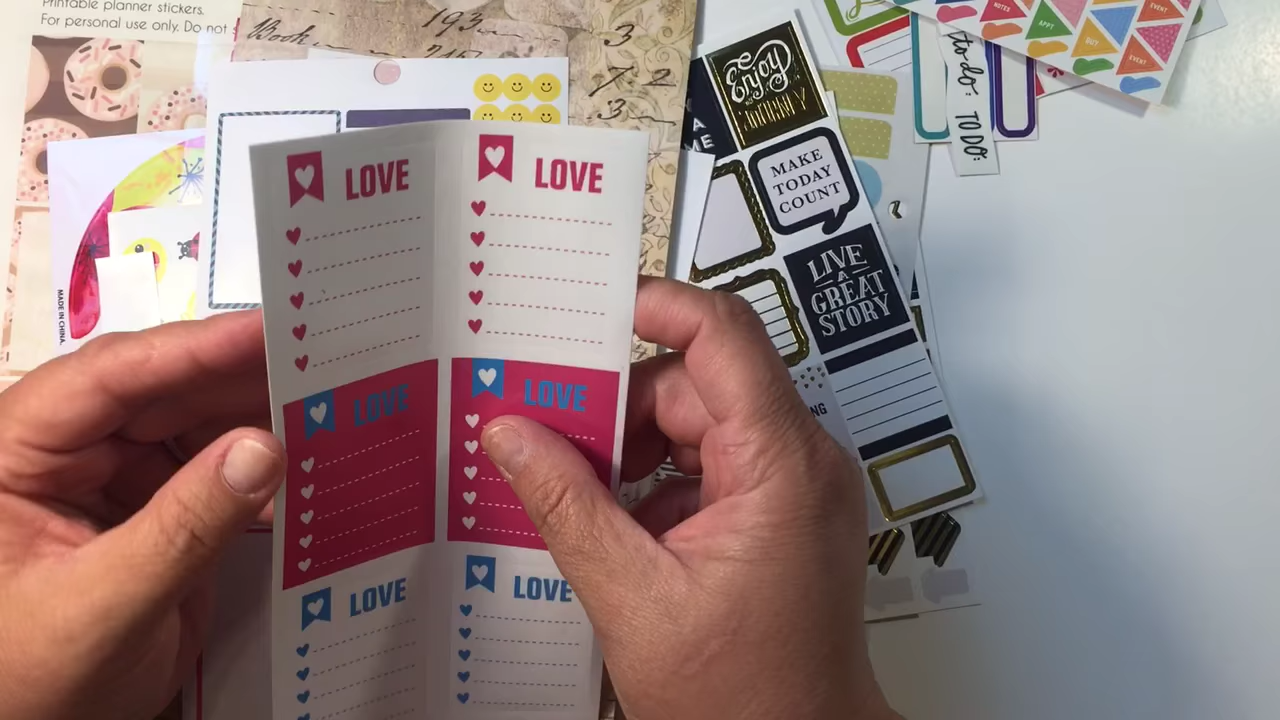 Printable planner stickers.
For personal use only. Do not
Book
193
3
7 2
3
MADE IN CHINA.
LOVE
LOVE
LOVE
LOVE
LOVE
LOVE
Enjoy
JOURNEY
MAKE
TODAY
COUNT
LIVE
A
GREAT
STORY
to do
TO DO:
NOTES
APPT
BUY
EVENT
EVENT